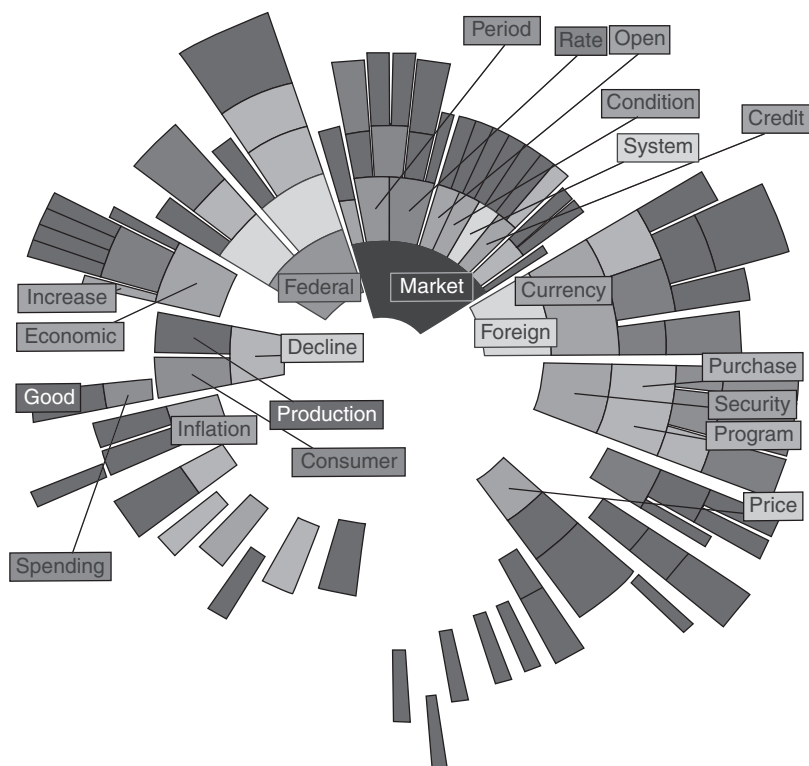 Period
Rate
Open
Condition
Credit
System
Federal
Market
Currency
Increase
Economic
Foreign
Decline
Purchase
Good
Production
Security
Inflation
Program
Consumer
Price
Spending